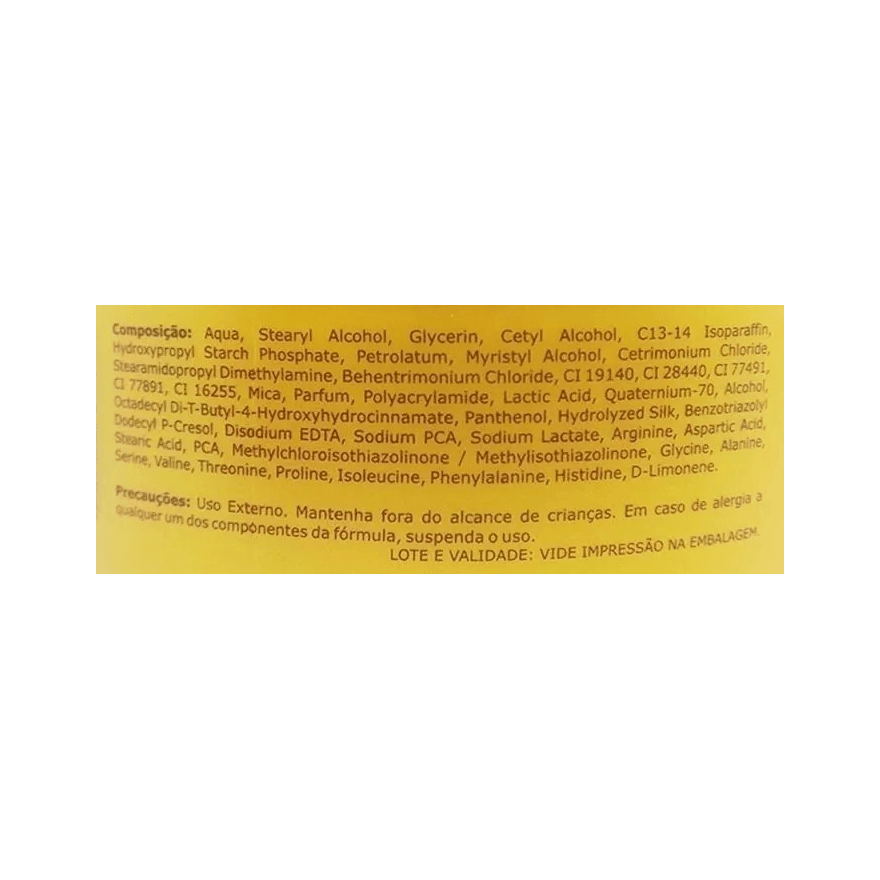 Composição: Aqua, Stearyl Alcohol, Glycerin, Cetyl Alcohol, C13-14 Isoparaffin,
Hydroxypropyl Starch Phosphate, Petrolatum, Myristyl Alcohol, Cetrimonium Chloride,
Stearamidopropyl Dimethylamine, Behentrimonium Chloride, CI 19140, CI 28440, CI 77491,
CI 77891, CI 16255, Mica, Parfum, Polyacrylamide, Lactic Acid, Quaternium-70, Alcohol,
Octadecyl Di-T-Butyl-4-Hydroxyhydrocinnamate, Panthenol, Hydrolyzed Silk, Benzotriazolyl
Dodecyl P-Cresol, Disodium EDTA, Sodium PCA, Sodium Lactate, Arginine, Aspartic Acid,
Stearic Acid, PCA, Methylchloroisothiazolinone / Methylisothiazolinone, Glycine, Alanine,
Serine, Valine, Threonine, Proline, Isoleucine, Phenylalanine, Histidine, D-Limonene.
Precauções: Uso Externo. Mantenha fora do alcance de crianças. Em caso de alergia a
qualquer um dos componentes da fórmula, suspenda o uso.
LOTE E VALIDADE: VIDE IMPRESSÃO NA EMBALAGEM.